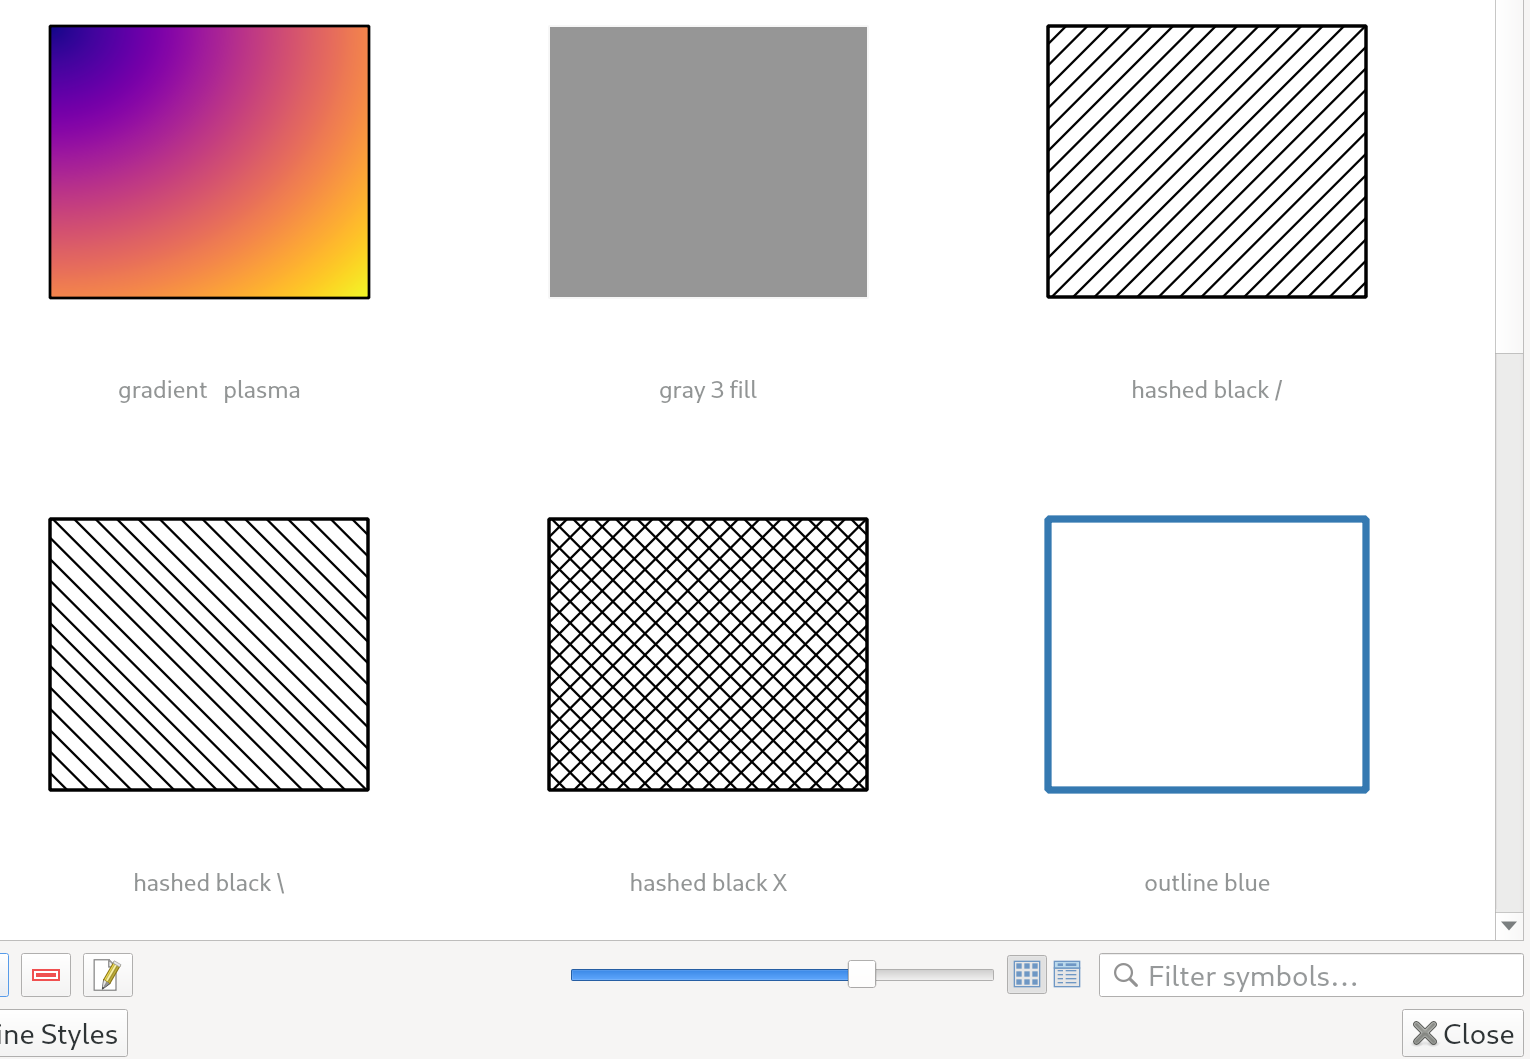 gradient   plasma
gray 3 fill
hashed black /
hashed black \
hashed black X
outline blue
Filter symbols...
ine Styles
Close